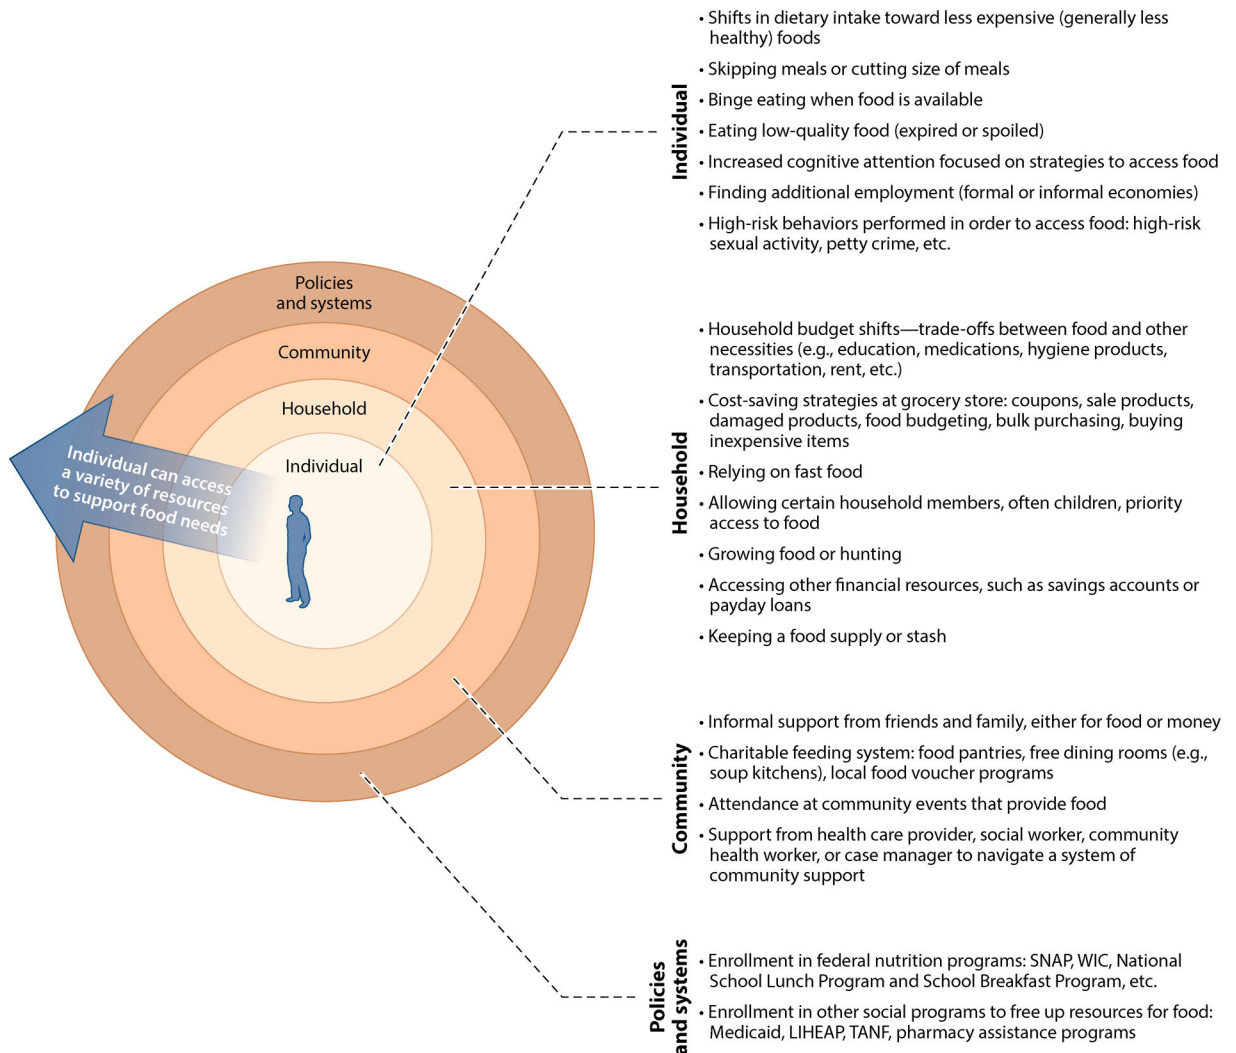 Policies
and systems
Community
Household
Individual
Individual can access
a variety of resources
to support food needs
Individual
• Shifts in dietary intake toward less expensive (generally less
healthy) foods
• Skipping meals or cutting size of meals
• Binge eating when food is available
• Eating low-quality food (expired or spoiled)
• Increased cognitive attention focused on strategies to access food
• Finding additional employment (formal or informal economies)
• High-risk behaviors performed in order to access food: high-risk
sexual activity, petty crime, etc.
Household
• Household budget shifts—trade-offs between food and other
necessities (e.g., education, medications, hygiene products,
transportation, rent, etc.)
• Cost-saving strategies at grocery store: coupons, sale products,
damaged products, food budgeting, bulk purchasing, buying
inexpensive items
• Relying on fast food
• Allowing certain household members, often children, priority
access to food
• Growing food or hunting
• Accessing other financial resources, such as savings accounts or
payday loans
• Keeping a food supply or stash
Community
• Informal support from friends and family, either for food or money
• Charitable feeding system: food pantries, free dining rooms (e.g.,
soup kitchens), local food voucher programs
• Attendance at community events that provide food
• Support from health care provider, social worker, community
health worker, or case manager to navigate a system of
community support
Policies
and systems
• Enrollment in federal nutrition programs: SNAP, WIC, National
School Lunch Program and School Breakfast Program, etc.
• Enrollment in other social programs to free up resources for food:
Medicaid, LIHEAP, TANF, pharmacy assistance programs